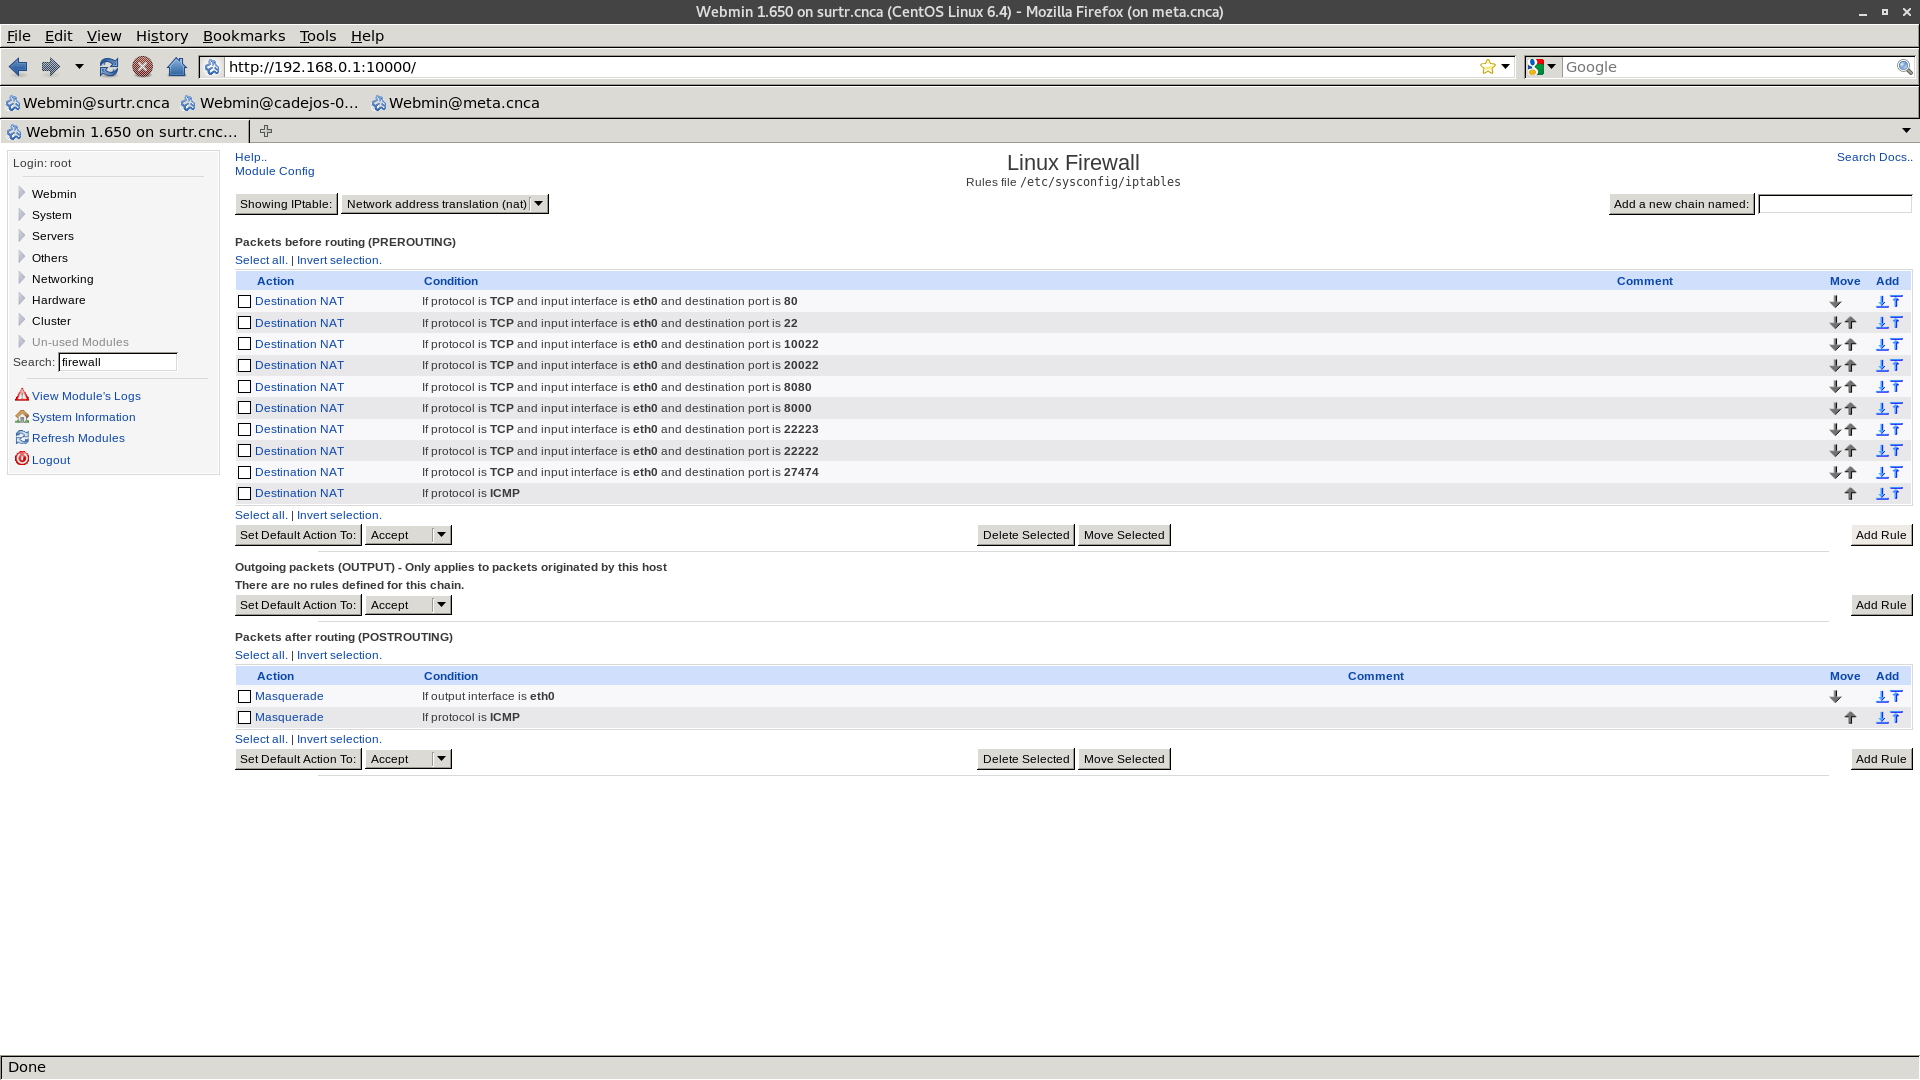 Webmin 1.650 on surtr.cnca (CentOS Linux 6.4) - Mozilla Firefox (on meta.cnca)
File Edit View History Bookmarks Tools Help
http://192.168.0.1:10000/ Google
Webmin@surtr.cnca Webmin@cadejos-0... Webmin@meta.cnca
Webmin 1.650 on surtr.cnc...
Login: root
Webmin
System
Servers
Others
Networking
Hardware
Cluster
Un-used Modules
Search: firewall
View Module's Logs
System Information
Refresh Modules
Logout
Help..
Module Config
Linux Firewall
Rules file /etc/sysconfig/iptables
Search Docs..
Showing IPtable: Network address translation (nat) Add a new chain named:
Packets before routing (PREROUTING)
Select all. | Invert selection.
Action Condition Comment Move Add
Destination NAT If protocol is TCP and input interface is eth0 and destination port is 80
Destination NAT If protocol is TCP and input interface is eth0 and destination port is 22
Destination NAT If protocol is TCP and input interface is eth0 and destination port is 10022
Destination NAT If protocol is TCP and input interface is eth0 and destination port is 20022
Destination NAT If protocol is TCP and input interface is eth0 and destination port is 8080
Destination NAT If protocol is TCP and input interface is eth0 and destination port is 8000
Destination NAT If protocol is TCP and input interface is eth0 and destination port is 22223
Destination NAT If protocol is TCP and input interface is eth0 and destination port is 22222
Destination NAT If protocol is TCP and input interface is eth0 and destination port is 27474
Destination NAT If protocol is ICMP
Select all. | Invert selection.
Set Default Action To: Accept Delete Selected Move Selected Add Rule
Outgoing packets (OUTPUT) - Only applies to packets originated by this host
There are no rules defined for this chain.
Set Default Action To: Accept Add Rule
Packets after routing (POSTROUTING)
Select all. | Invert selection.
Action Condition Comment Move Add
Masquerade If output interface is eth0
Masquerade If protocol is ICMP
Select all. | Invert selection.
Set Default Action To: Accept Delete Selected Move Selected Add Rule
Done